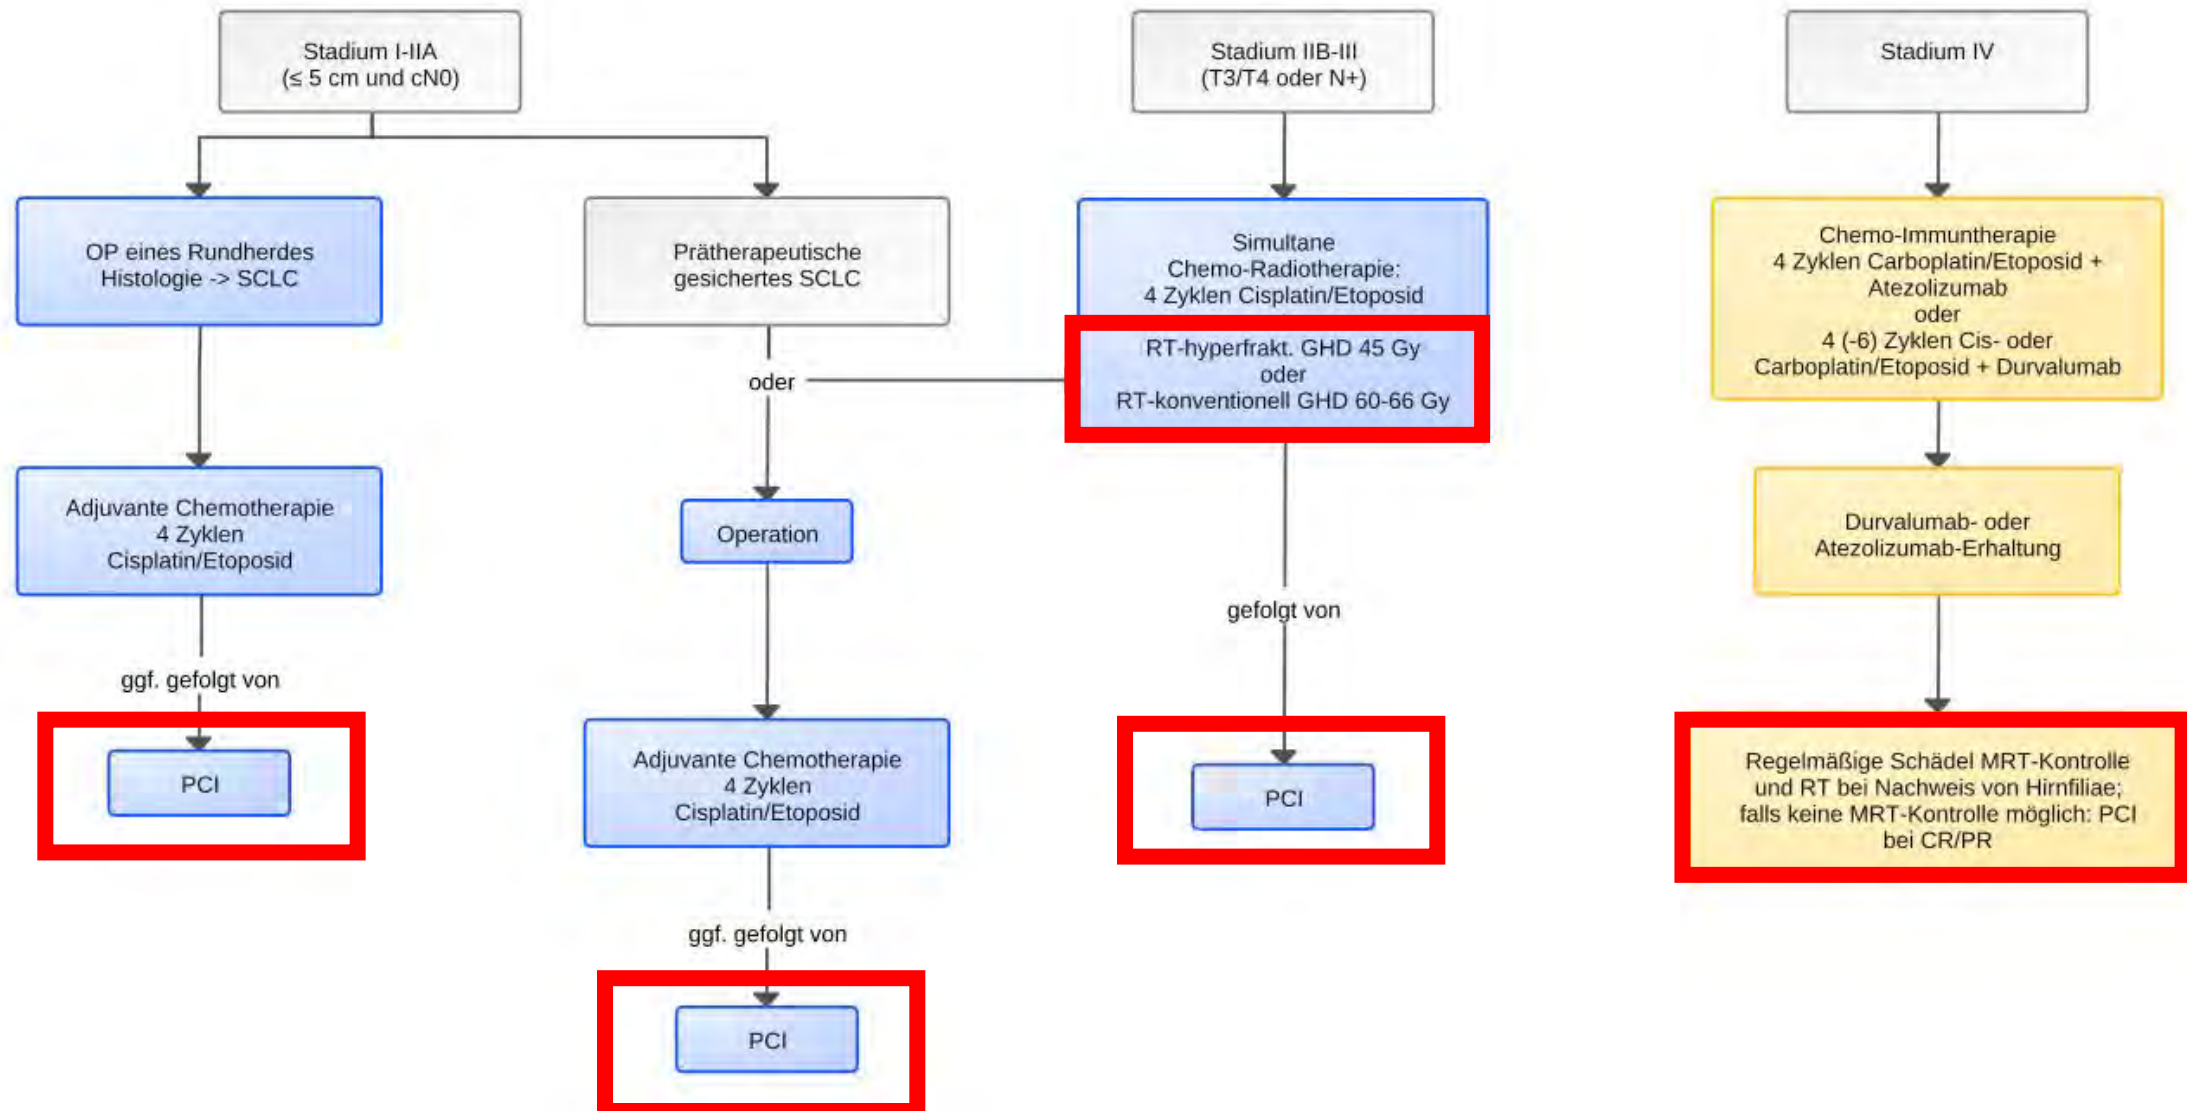 Stadium I-IIA
(≤ 5 cm und cN0)
OP eines Rundherdes
Histologie -> SCLC
Adjuvante Chemotherapie
4 Zyklen
Cisplatin/Etoposid
ggf. gefolgt von
PCI
Prätherapeutische
gesichertes SCLC
oder
Operation
Adjuvante Chemotherapie
4 Zyklen
Cisplatin/Etoposid
ggf. gefolgt von
PCI
Stadium IIB-III
(T3/T4 oder N+)
Simultane
Chemo-Radiotherapie:
4 Zyklen Cisplatin/Etoposid
RT-hyperfrakt. GHD 45 Gy
oder
RT-konventionell GHD 60-66 Gy
gefolgt von
PCI
Stadium IV
Chemo-Immuntherapie
4 Zyklen Carboplatin/Etoposid +
Atezolizumab
oder
4 (-6) Zyklen Cis- oder
Carboplatin/Etoposid + Durvalumab
Durvalumab- oder
Atezolizumab-Erhaltung
Regelmäßige Schädel MRT-Kontrolle
und RT bei Nachweis von Hirnfiliae;
falls keine MRT-Kontrolle möglich: PCI
bei CR/PR